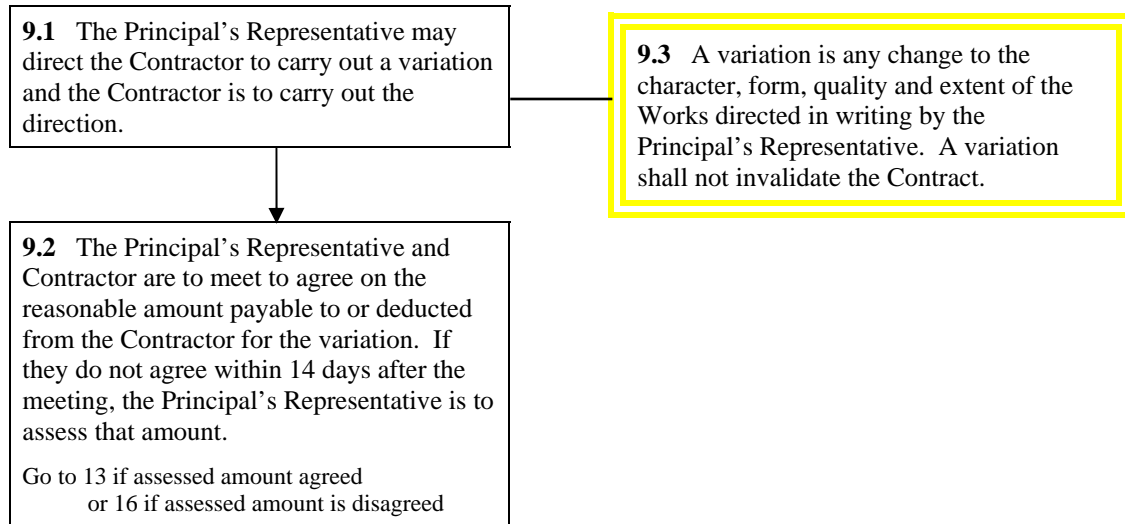 9.1 The Principal’s Representative may
direct the Contractor to carry out a variation
and the Contractor is to carry out the
direction.
9.3 A variation is any change to the
character, form, quality and extent of the
Works directed in writing by the
Principal’s Representative. A variation
shall not invalidate the Contract.
9.2 The Principal’s Representative and
Contractor are to meet to agree on the
reasonable amount payable to or deducted
from the Contractor for the variation. If
they do not agree within 14 days after the
meeting, the Principal’s Representative is to
assess that amount.
Go to 13 if assessed amount agreed
or 16 if assessed amount is disagreed